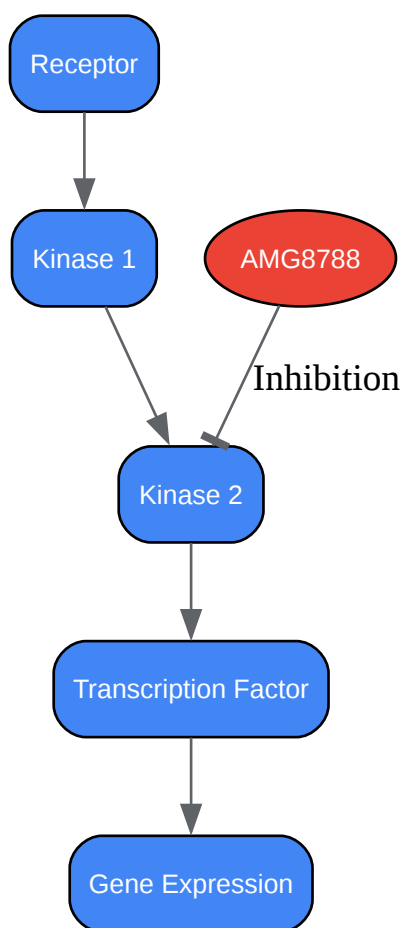 Receptor
Kinase 1
AMG8788
Inhibition
Kinase 2
Transcription Factor
Gene Expression